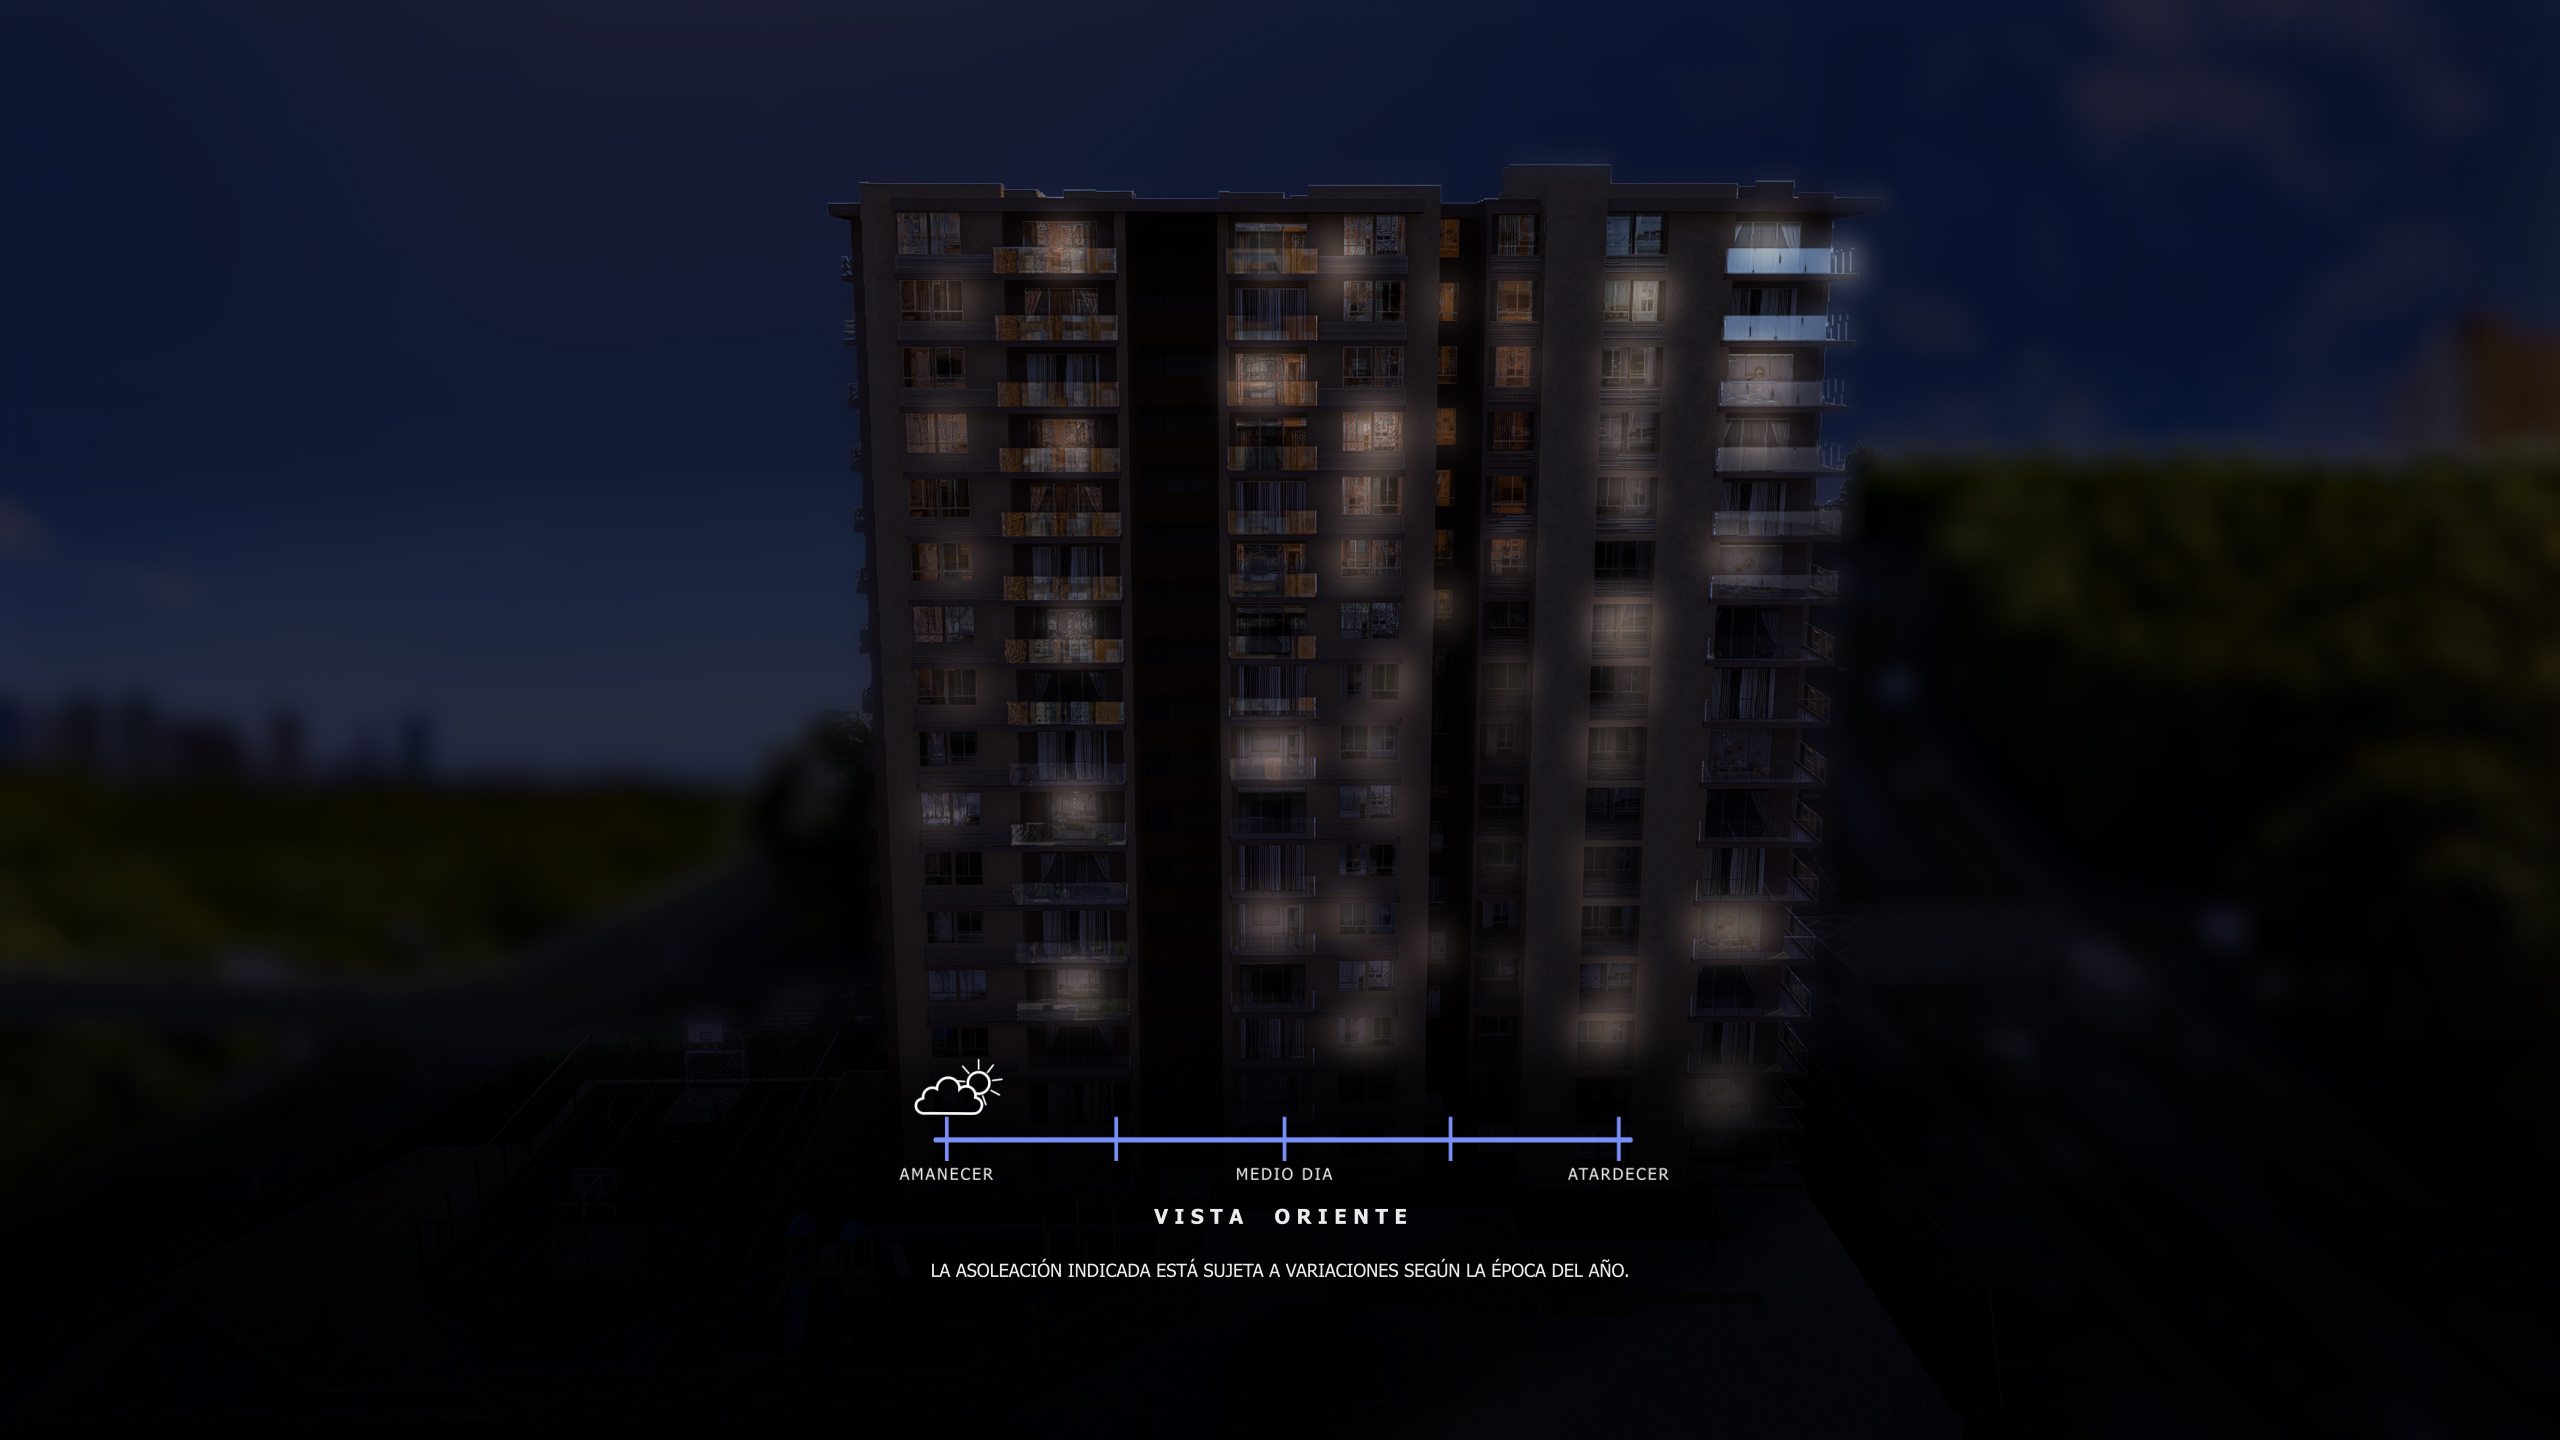 AMANECER MEDIO DIA ATARDECER
VISTA ORIENTE
LA ASOLEACIÓN INDICADA ESTÁ SUJETA A VARIACIONES SEGÚN LA ÉPOCA DEL AÑO.